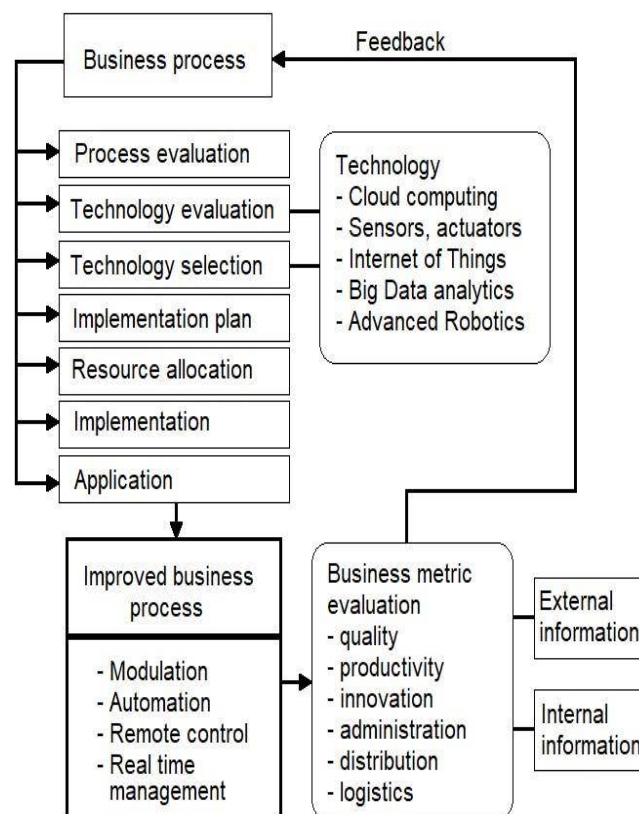 Feedback
Business process
Process evaluation
Technology evaluation
Technology selection
Implementation plan
Resource allocation
Implementation
Application
Technology
- Cloud computing
- Sensors, actuators
- Internet of Things
- Big Data analytics
- Advanced Robotics
Improved business
process
- Modulation
- Automation
- Remote control
- Real time
management
Business metric
evaluation
- quality
- productivity
- innovation
- administration
- distribution
- logistics
External
information
Internal
information